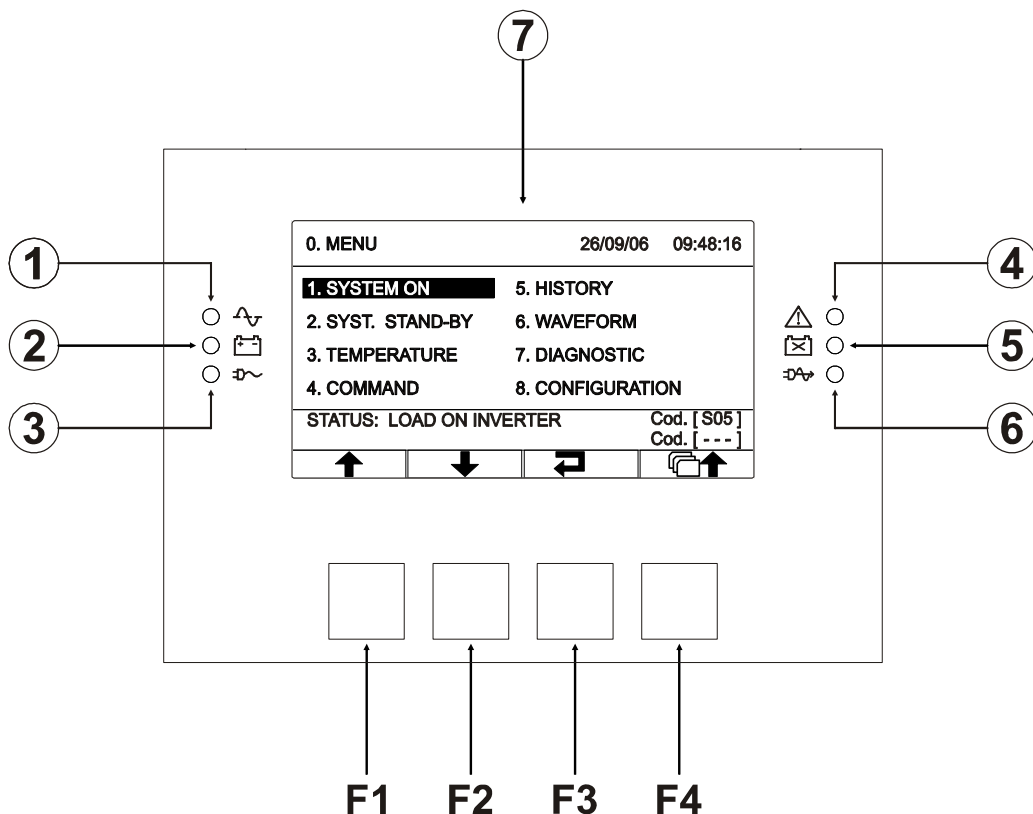 7
0. MENU 26/09/06 09:48:16
1 4
1. SYSTEM ON 5. HISTORY
2. SYST. STAND-BY 6. WAVEFORM
2 5
3. TEMPERATURE 7. DIAGNOSTIC
4. COMMAND 8. CONFIGURATION
3 6
STATUS: LOAD ON INVERTER Cod. [ S05 ]
Cod. [ - - - ]
F1 F2 F3 F4